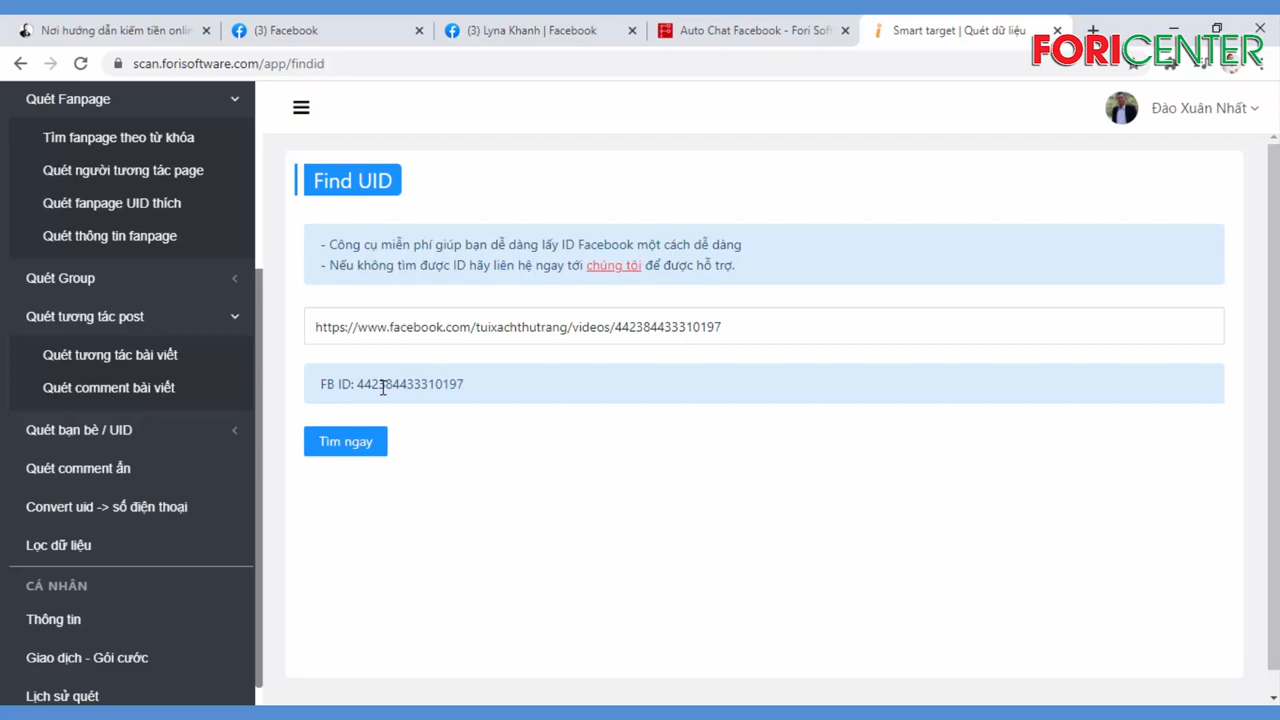 Nơi hướng dẫn kiếm tiền onlin
(3) Facebook
(3) Lyna Khanh | Facebook
Auto Chat Facebook - Fori Soft
Smart target | Quét dữ liệu
FORICENTER
scan.forisoftware.com/app/findid
Quét Fanpage
Tìm fanpage theo từ khóa
Quét người tương tác page
Quét fanpage UID thích
Quét thông tin fanpage
Quét Group
Quét tương tác post
Quét tương tác bài viết
Quét comment bài viết
Quét bạn bè / UID
Quét comment ẩn
Convert uid -> số điện thoại
Lọc dữ liệu
CÁ NHÂN
Thông tin
Giao dịch - Gói cước
Lịch sử quét
Đào Xuân Nhất
Find UID
- Công cụ miễn phí giúp bạn dễ dàng lấy ID Facebook một cách dễ dàng
- Nếu không tìm được ID hãy liên hệ ngay tới chúng tôi để được hỗ trợ.
https://www.facebook.com/tuixachthutrang/videos/442384433310197
FB ID: 442384433310197
Tìm ngay